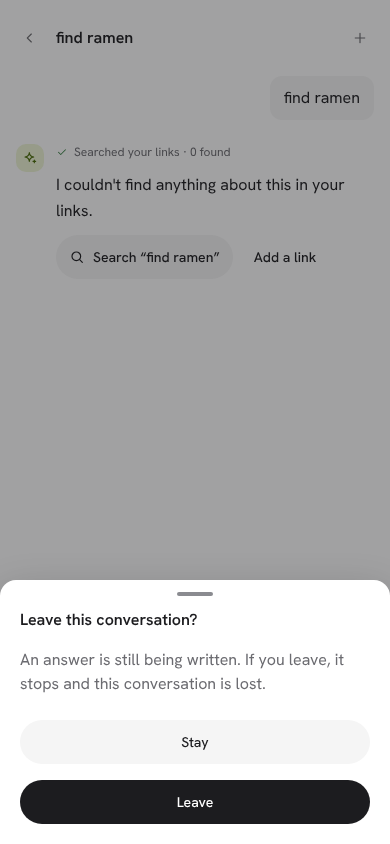 find ramen
find ramen
Searched your links · 0 found
I couldn't find anything about this in your
links.
Search “find ramen”
Add a link
Leave this conversation?
An answer is still being written. If you leave, it
stops and this conversation is lost.
Stay
Leave